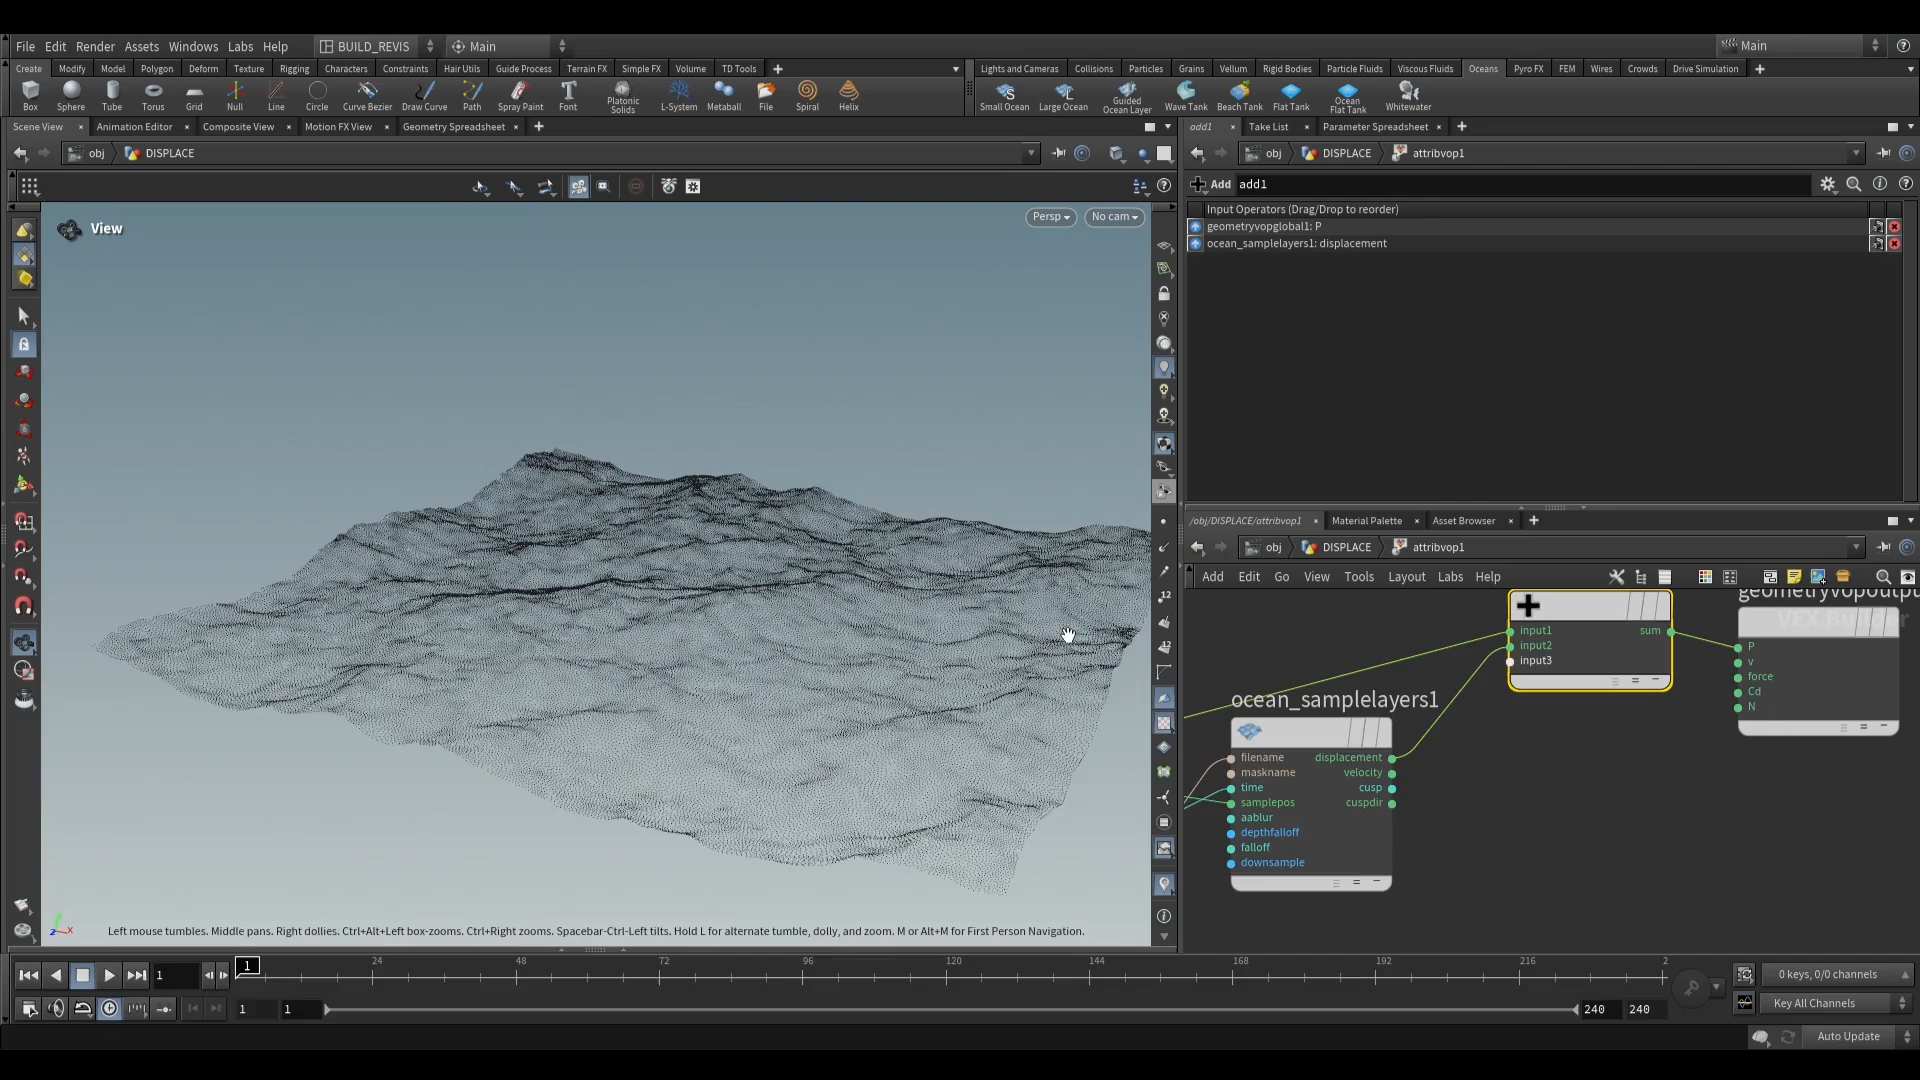 File Edit Render Assets Windows Labs Help BUILD_REVIS Main Main
Create Modify Model Polygon Deform Texture Rigging Characters Constraints Hair Utils Guide Process Terrain FX Simple FX Volume TD Tools
Lights and Cameras Collisions Particles Grains Vellum Rigid Bodies Particle Fluids Viscous Fluids Oceans Pyro FX FEM Wires Crowds Drive Simulation
Box Sphere Tube Torus Grid Null Line Circle Curve Bezier Draw Curve Path Spray Paint Font Platonic Solids L-System Metaball File Spiral Helix
Small Ocean Large Ocean Guided Ocean Layer Wave Tank Beach Tank Flat Tank Ocean Flat Tank Whitewater
Scene View Animation Editor Composite View Motion FX View Geometry Spreadsheet
add1 Take List Parameter Spreadsheet
obj DISPLACE
obj DISPLACE attribvop1
Add add1
Input Operators (Drag/Drop to reorder)
geometryvopglobal1: P
ocean_samplelayers1: displacement
View
Persp No cam
/obj/DISPLACE/attribvop1 Material Palette Asset Browser
obj DISPLACE attribvop1
Add Edit Go View Tools Layout Labs Help
input1 sum
input2
input3
P
v
force
Cd
N
ocean_samplelayers1
filename displacement
maskname velocity
time cusp
samplepos cuspdir
aablur
depthfalloff
falloff
downsample
Left mouse tumbles. Middle pans. Right dollies. Ctrl+Alt+Left box-zooms. Ctrl+Right zooms. Spacebar-Ctrl-Left tilts. Hold L for alternate tumble, dolly, and zoom. M or Alt+M for First Person Navigation.
1 1 24 48 72 96 120 144 168 192 216 2
0 keys, 0/0 channels
1 1 240 240
Key All Channels
Auto Update